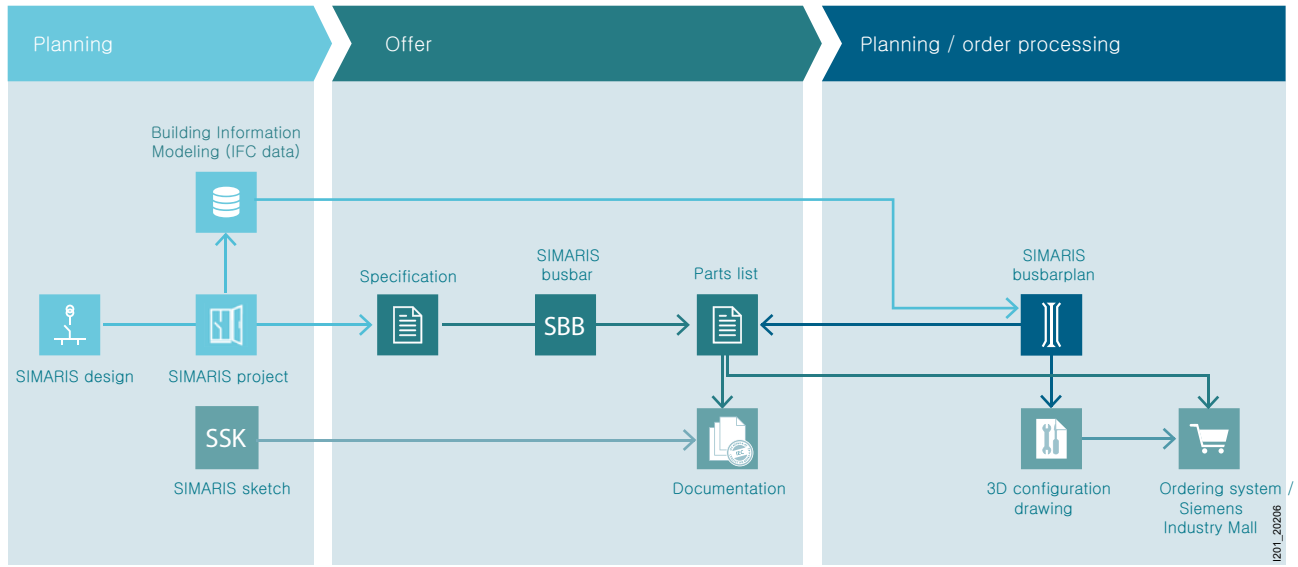 Planning
Offer
Planning / order processing
Building Information
Modeling (IFC data)
SIMARIS
busbar
SIMARIS
busbarplan
Specification
Parts list
SBB
SIMARIS design
SIMARIS project
SSK
IEC
SIMARIS sketch
Documentation
3D configuration
drawing
Ordering system /
Siemens
Industry Mall
I201_20206